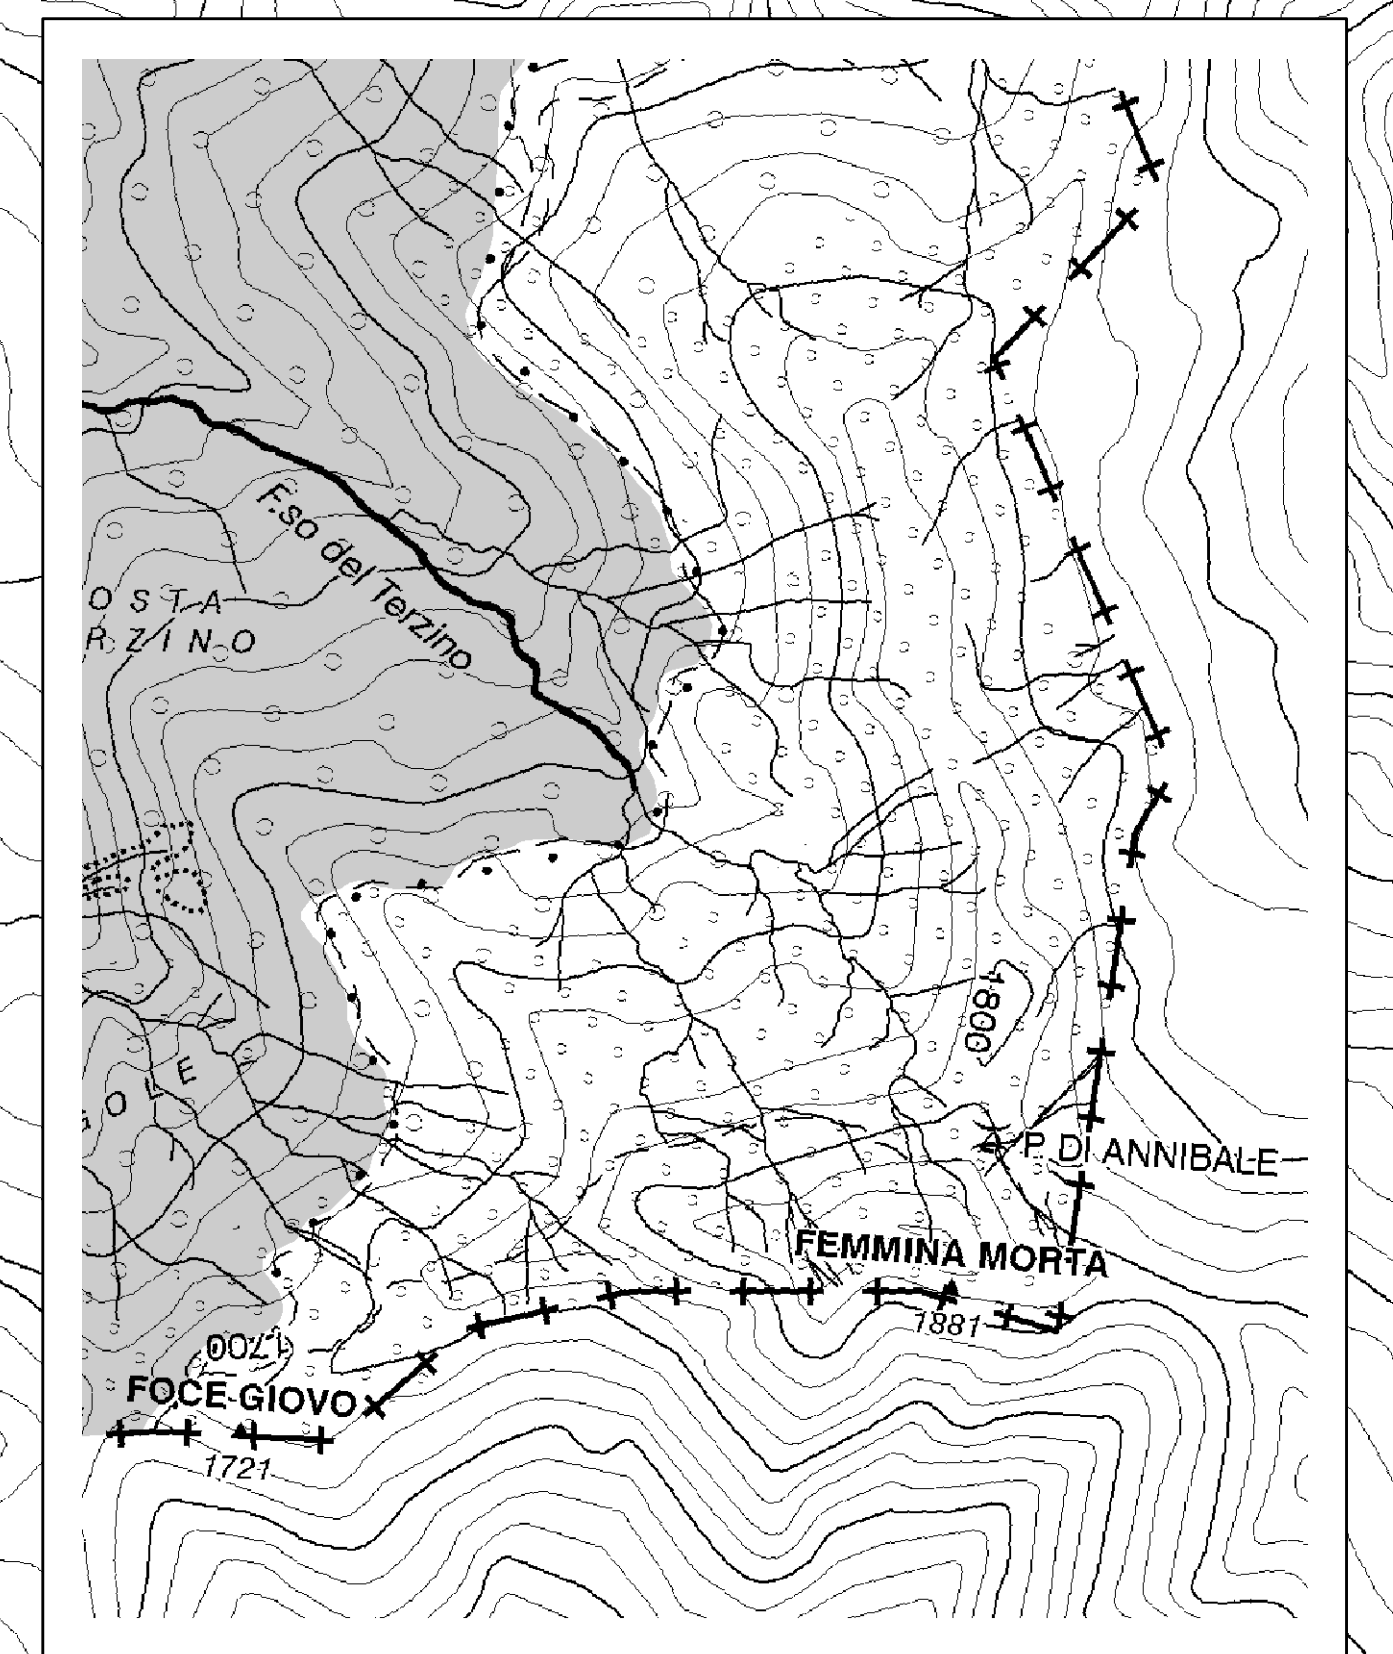 F.so del Terzino
O S T A
R Z I N O
1800
O L E
P. DI ANNIBALE
FEMMINA MORTA
1881
1700
FOCE GIOVO
1721